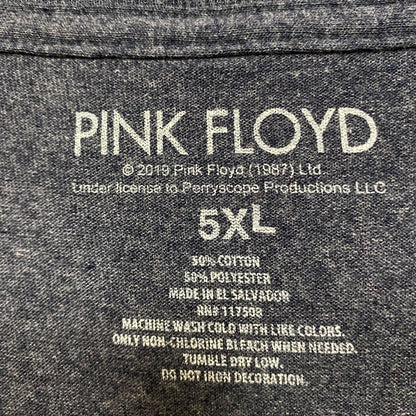 PINK FLOYD
© 2019 Pink Floyd (1987) Ltd.
Under license to Perryscope Productions LLC
5XL
50% COTTON
50% POLYESTER
MADE IN EL SALVADOR
RN# 117508
MACHINE WASH COLD WITH LIKE COLORS.
ONLY NON-CHLORINE BLEACH WHEN NEEDED.
TUMBLE DRY LOW.
DO NOT IRON DECORATION.